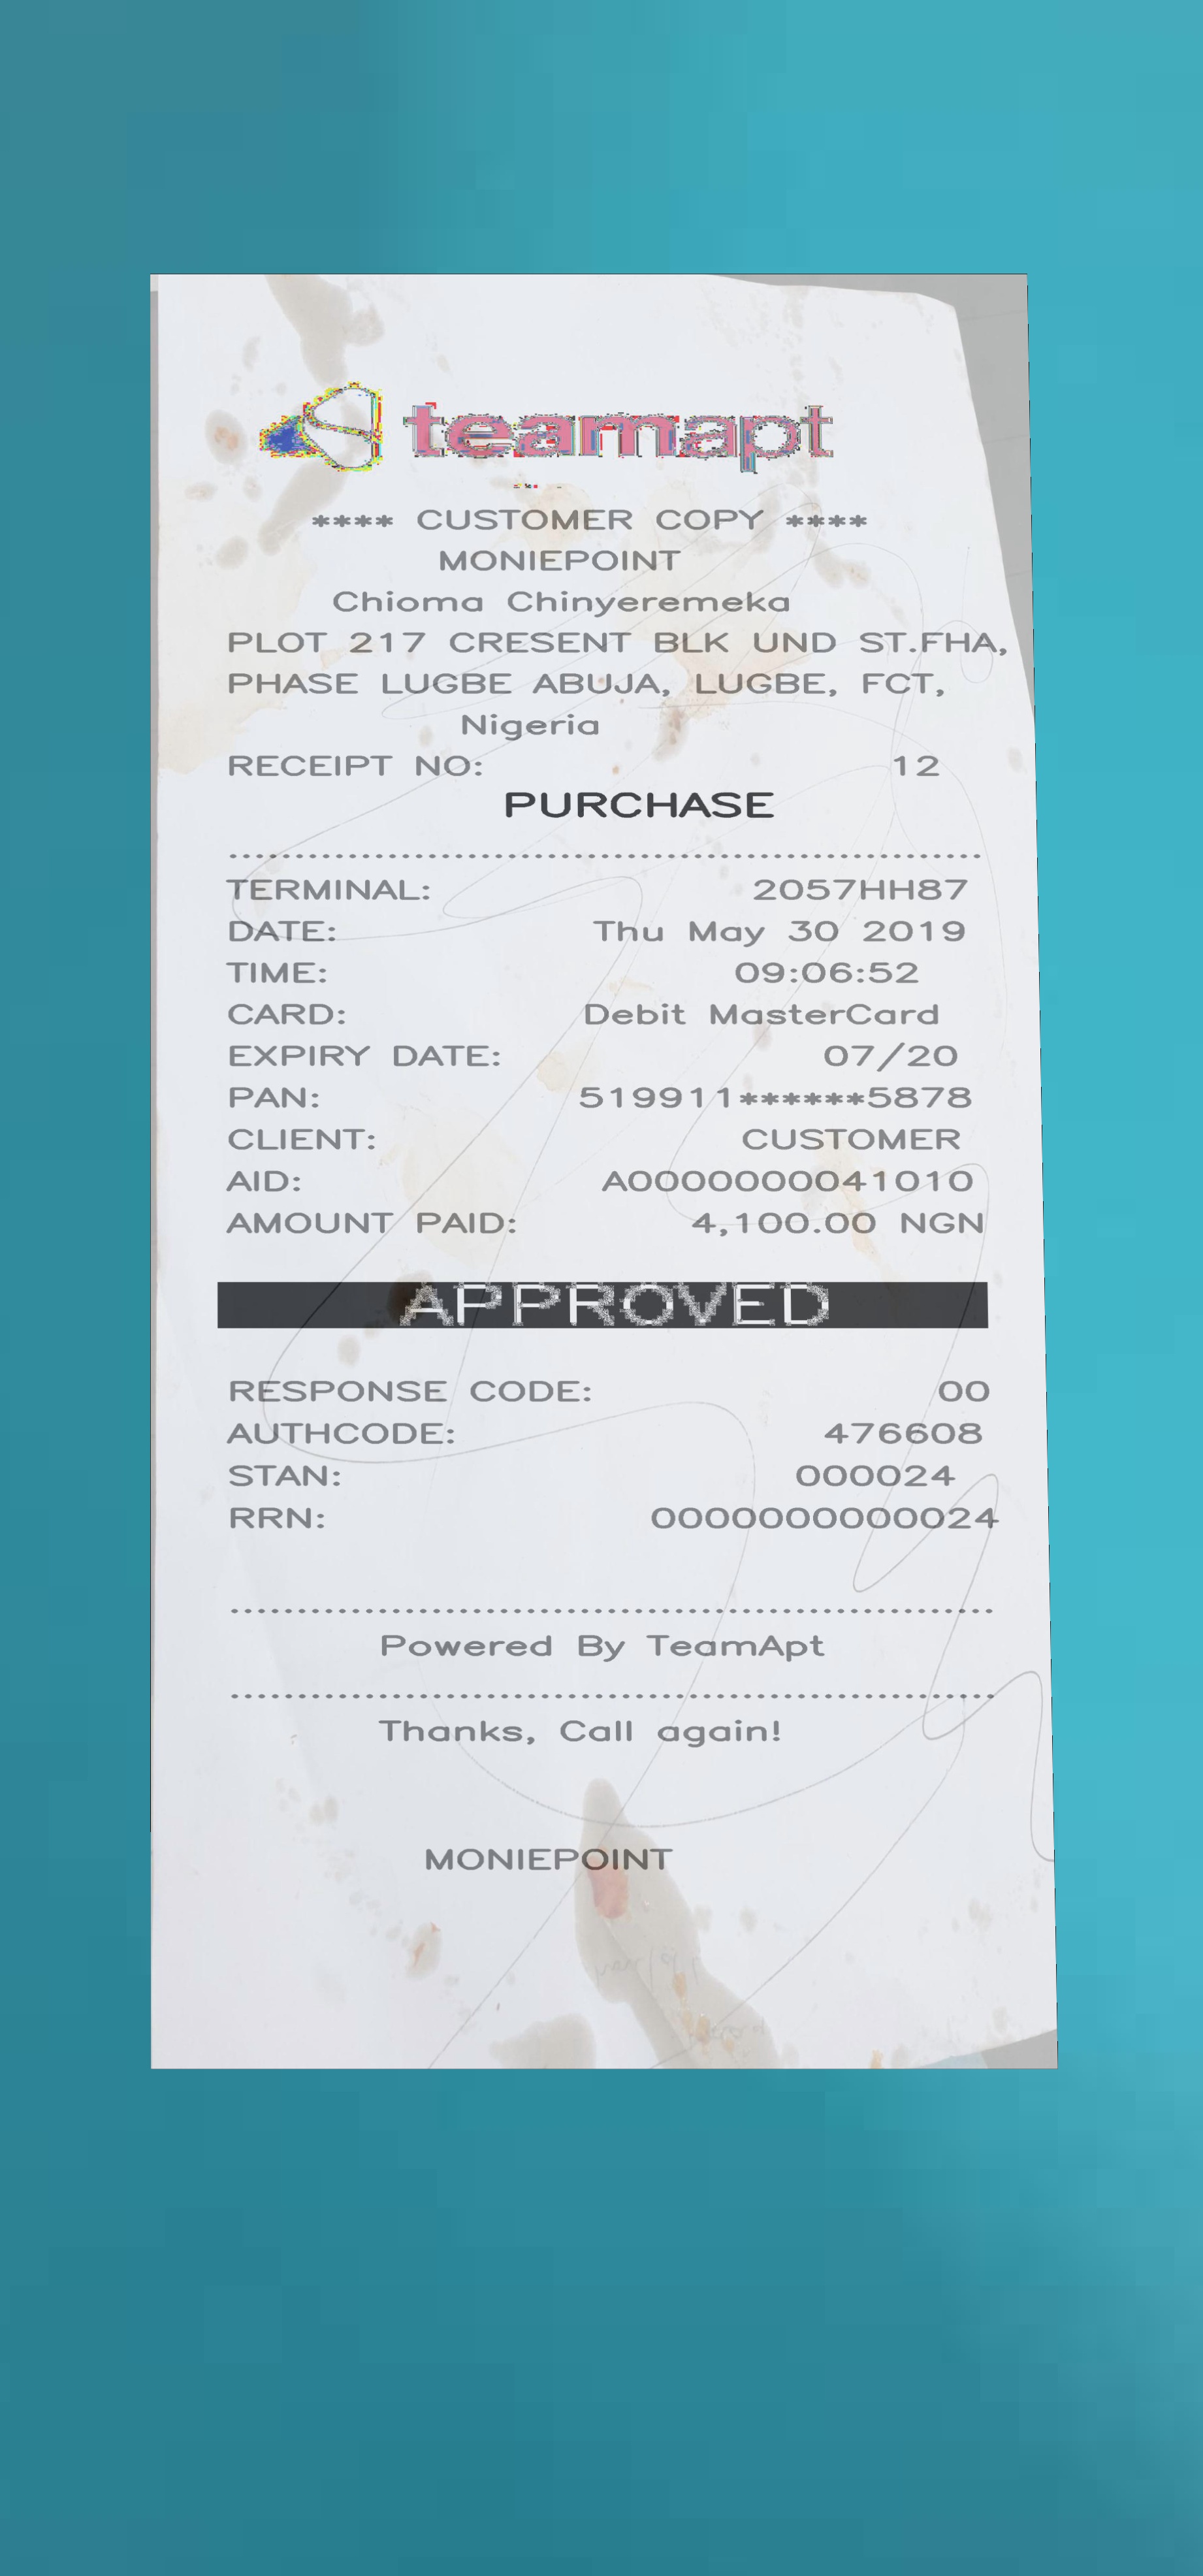 teamapt
**** CUSTOMER COPY ****
MONIEPOINT
Chioma Chinyeremeka
PLOT 217 CRESENT BLK UND ST.FHA,
PHASE LUGBE ABUJA, LUGBE, FCT,
Nigeria
RECEIPT NO: 12
PURCHASE
TERMINAL: 2057HH87
DATE: Thu May 30 2019
TIME: 09:06:52
CARD: Debit MasterCard
EXPIRY DATE: 07/20
PAN: 519911******5878
CLIENT: CUSTOMER
AID: A0000000041010
AMOUNT PAID: 4,100.00 NGN
APPROVED
RESPONSE CODE: 00
AUTHCODE: 476608
STAN: 000024
RRN: 0000000000024
Powered By TeamApt
Thanks, Call again!
MONIEPOINT